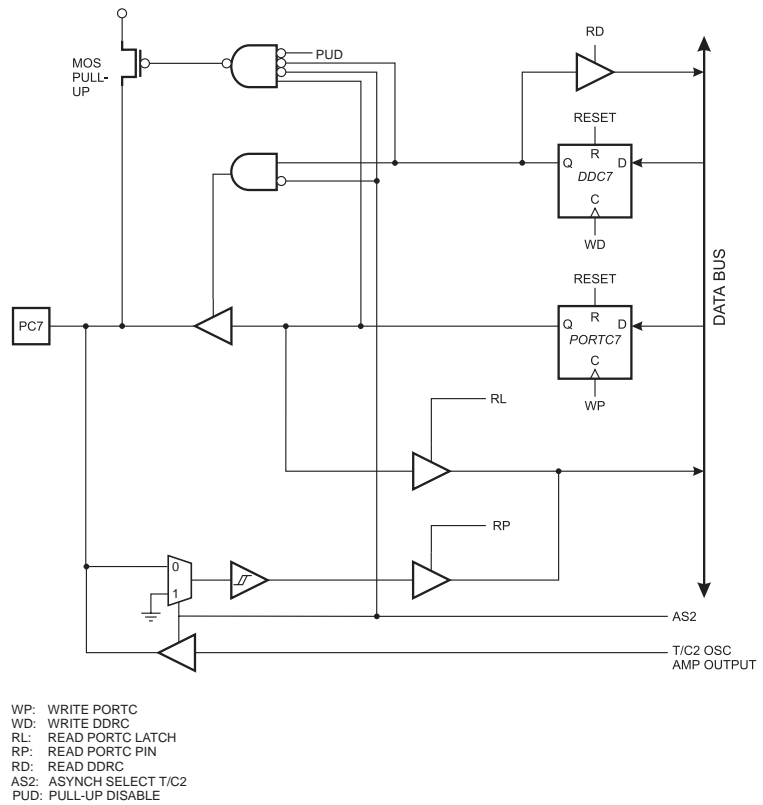 RD
MOS
PULL-
UP
PUD
RESET
R
Q
D
DDC7
C
WD
DATA BUS
RESET
R
Q
D
PC7
PORTC7
C
WP
RL
RP
0
1
AS2
T/C2 OSC
AMP OUTPUT
WP: WRITE PORTC
WD: WRITE DDRC
RL: READ PORTC LATCH
RP: READ PORTC PIN
RD: READ DDRC
AS2: ASYNCH SELECT T/C2
PUD: PULL-UP DISABLE